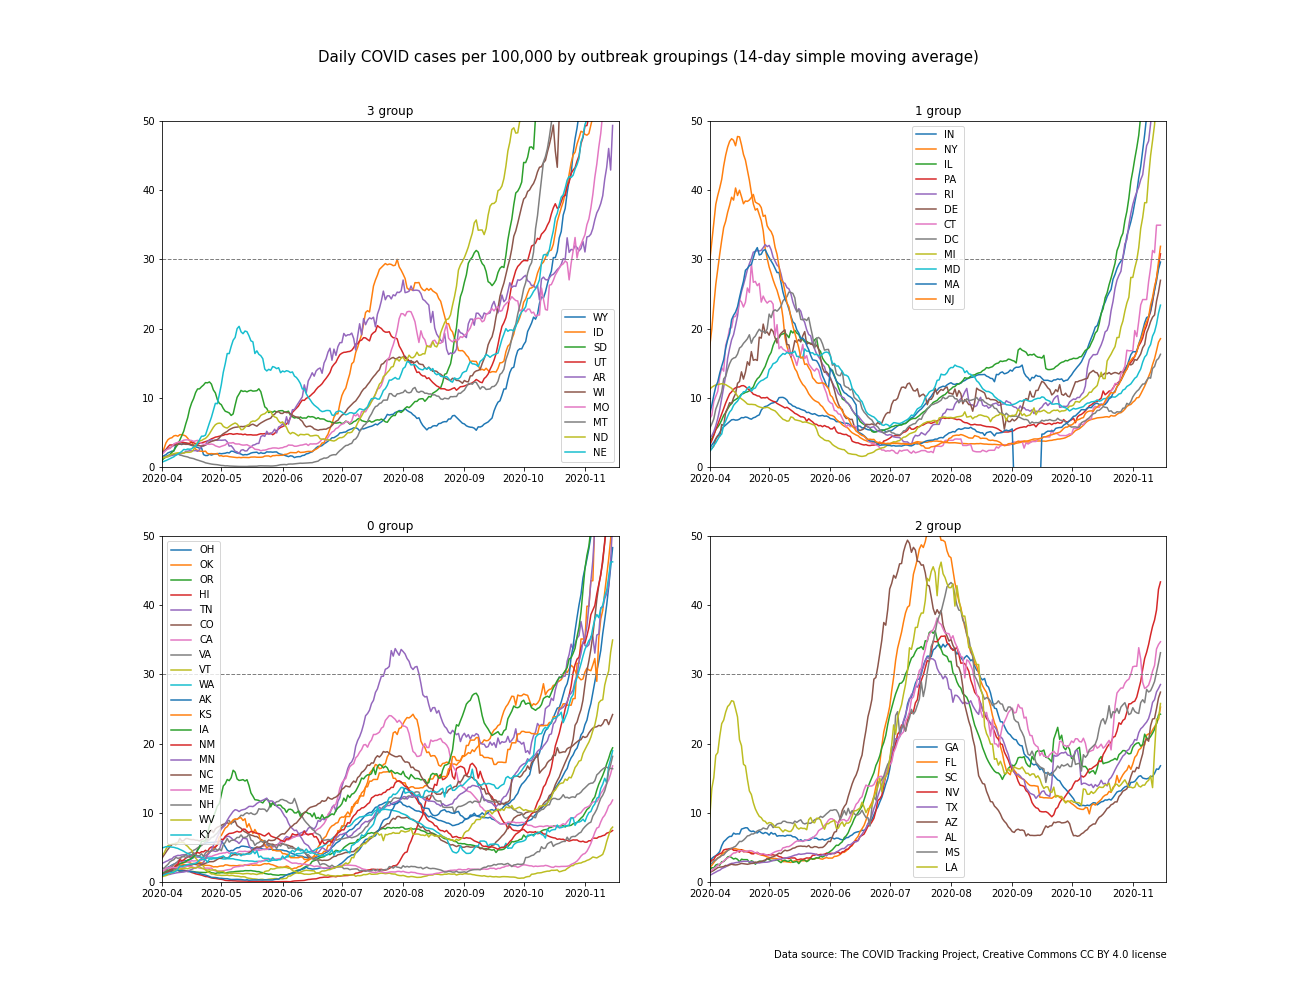 Daily COVID cases per 100,000 by outbreak groupings (14-day simple moving average)
3 group
50
40
30
20
10
0
WY
ID
SD
UT
AR
WI
MO
MT
ND
NE
2020-04 2020-05 2020-06 2020-07 2020-08 2020-09 2020-10 2020-11
1 group
50
40
30
20
10
0
IN
NY
IL
PA
RI
DE
CT
DC
MI
MD
MA
NJ
2020-04 2020-05 2020-06 2020-07 2020-08 2020-09 2020-10 2020-11
0 group
50
40
30
20
10
0
OH
OK
OR
HI
TN
CO
CA
VA
VT
WA
AK
KS
IA
NM
MN
NC
ME
NH
WV
KY
2020-04 2020-05 2020-06 2020-07 2020-08 2020-09 2020-10 2020-11
2 group
50
40
30
20
10
0
GA
FL
SC
NV
TX
AZ
AL
MS
LA
2020-04 2020-05 2020-06 2020-07 2020-08 2020-09 2020-10 2020-11
Data source: The COVID Tracking Project, Creative Commons CC BY 4.0 license